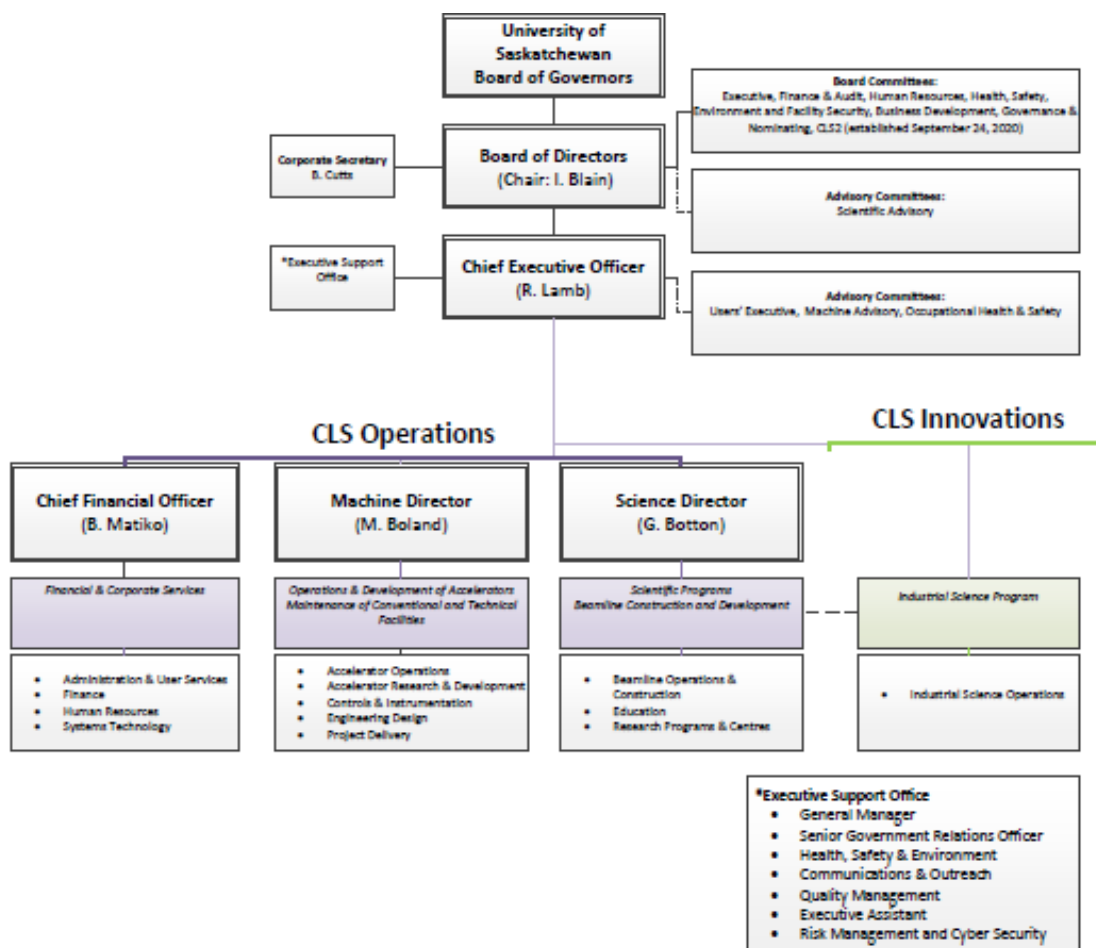 University of
Saskatchewan
Board of Governors
Board Committees:
Executive, Finance & Audit, Human Resources, Health, Safety,
Environment and Facility Security, Business Development, Governance &
Nominating, CLS2 (established September 24, 2020)
Corporate Secretary
B. Cutts
Board of Directors
(Chair: I. Blain)
Advisory Committees:
Scientific Advisory
*Executive Support
Office
Chief Executive Officer
(R. Lamb)
Advisory Committees:
Users' Executive, Machine Advisory, Occupational Health & Safety
CLS Operations
CLS Innovations
Chief Financial Officer
(B. Matiko)
Machine Director
(M. Boland)
Science Director
(G. Botton)
Financial & Corporate Services
Operations & Development of Accelerators
Maintenance of Conventional and Technical
Facilities
Scientific Programs
Beamline Construction and Development
Industrial Science Program
• Administration & User Services
• Finance
• Human Resources
• Systems Technology
• Accelerator Operations
• Accelerator Research & Development
• Controls & Instrumentation
• Engineering Design
• Project Delivery
• Beamline Operations &
Construction
• Education
• Research Programs & Centres
• Industrial Science Operations
*Executive Support Office
• General Manager
• Senior Government Relations Officer
• Health, Safety & Environment
• Communications & Outreach
• Quality Management
• Executive Assistant
• Risk Management and Cyber Security